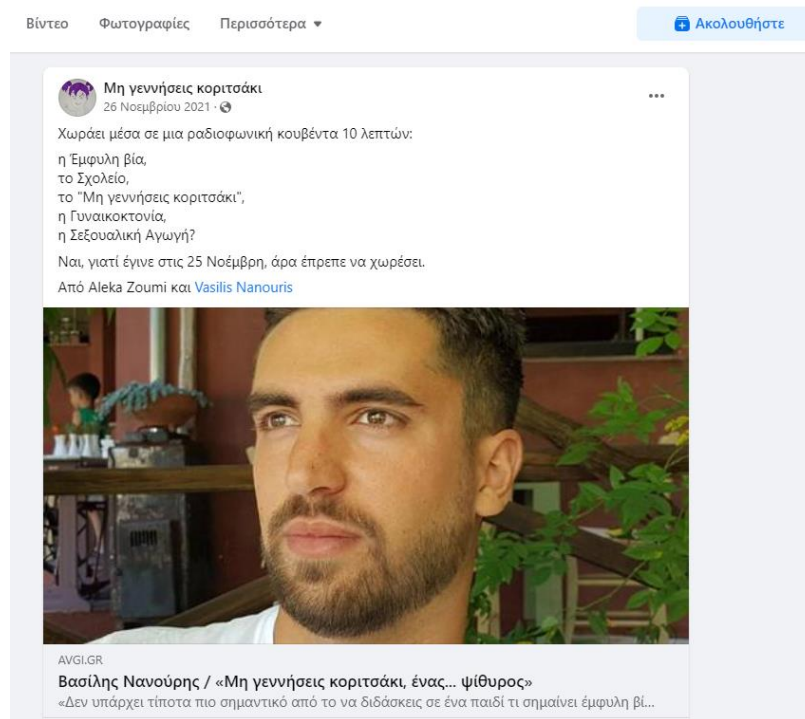 Βίντεο Φωτογραφίες Περισσότερα Ακολουθήστε
Μη γεννήσεις κοριτσάκι
26 Νοεμβρίου 2021 ·
Χωράει μέσα σε μια ραδιοφωνική κουβέντα 10 λεπτών:
η Έμφυλη βία,
το Σχολείο,
το "Μη γεννήσεις κοριτσάκι",
η Γυναικοκτονία,
η Σεξουαλική Αγωγή?
Ναι, γιατί έγινε στις 25 Νοέμβρη, άρα έπρεπε να χωρέσει.
Από Aleka Zoumi και Vasilis Nanouris
AVGI.GR
Βασίλης Νανούρης / «Μη γεννήσεις κοριτσάκι, ένας... ψίθυρος»
«Δεν υπάρχει τίποτα πιο σημαντικό από το να διδάσκεις σε ένα παιδί τι σημαίνει έμφυλη βί...